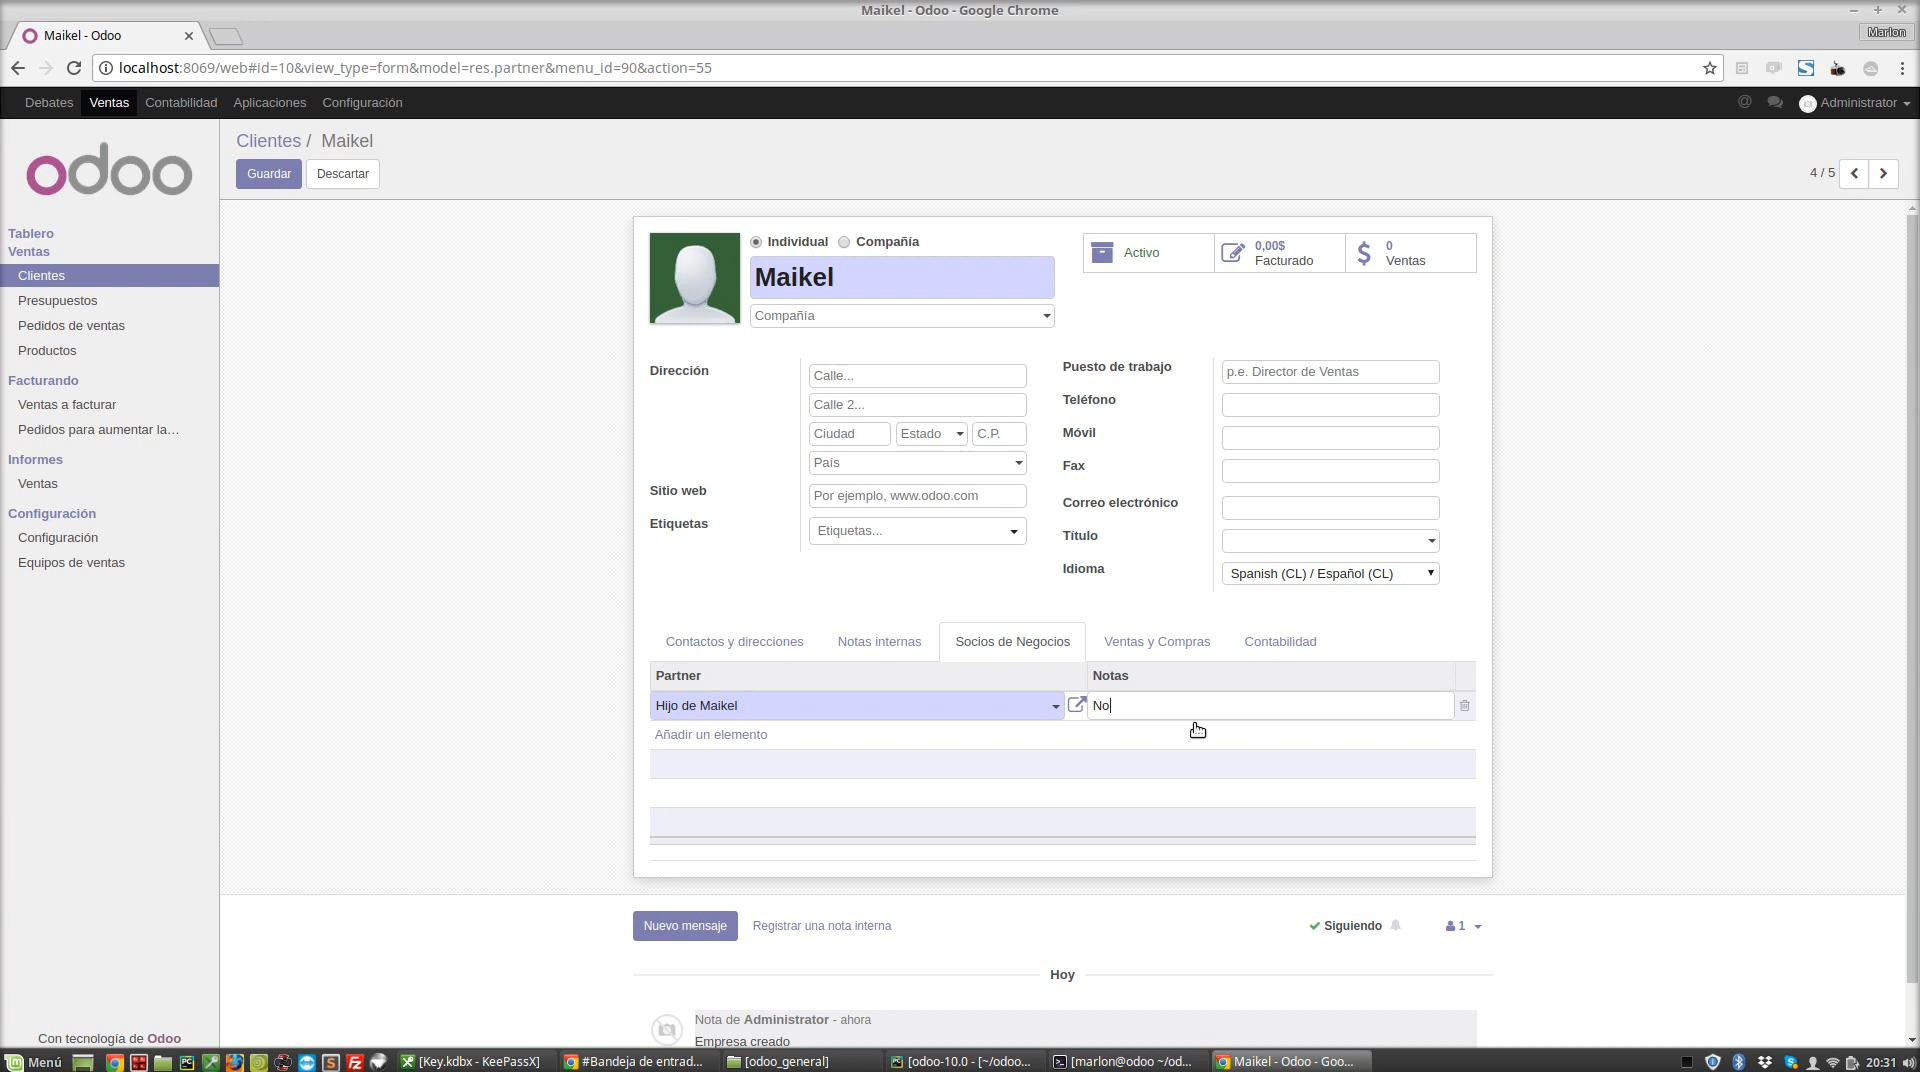 Maikel - Odoo - Google Chrome
Maikel - Odoo
Marlon
localhost:8069/web#id=10&view_type=form&model=res.partner&menu_id=90&action=55
Debates Ventas Contabilidad Aplicaciones Configuración
@ Administrator
odoo
Clientes / Maikel
Guardar Descartar
4 / 5
Tablero
Ventas
Clientes
Presupuestos
Pedidos de ventas
Productos
Facturando
Ventas a facturar
Pedidos para aumentar la...
Informes
Ventas
Configuración
Configuración
Equipos de ventas
Con tecnología de Odoo
Individual Compañía
Maikel
Compañía
Activo
0,00$
Facturado
0
Ventas
Dirección
Calle...
Calle 2...
Ciudad Estado C.P.
País
Sitio web Por ejemplo, www.odoo.com
Etiquetas Etiquetas...
Puesto de trabajo p.e. Director de Ventas
Teléfono
Móvil
Fax
Correo electrónico
Título
Idioma Spanish (CL) / Español (CL)
Contactos y direcciones Notas internas Socios de Negocios Ventas y Compras Contabilidad
Partner Notas
Hijo de Maikel No
Añadir un elemento
Nuevo mensaje Registrar una nota interna
Siguiendo 1
Hoy
Nota de Administrator - ahora
Empresa creado
Menú [Key.kdbx - KeePassX] #Bandeja de entrad... [odoo_general] [odoo-10.0 - [~/odoo... [marlon@odoo ~/od... Maikel - Odoo - Goo... 20:31